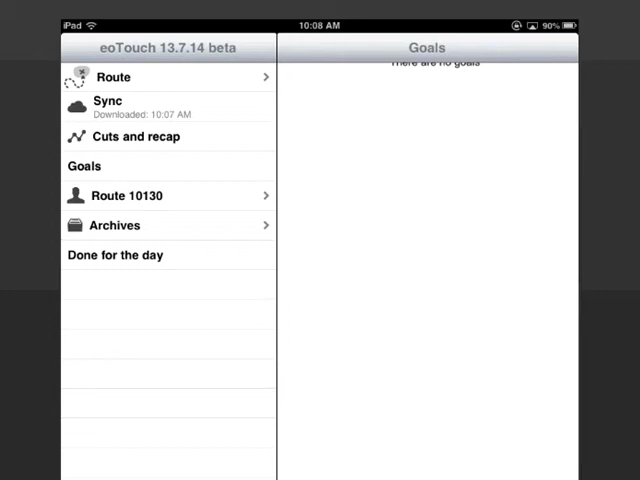 iPad 10:08 AM 90%
eoTouch 13.7.14 beta
Goals
There are no goals
Route
Sync
Downloaded: 10:07 AM
Cuts and recap
Goals
Route 10130
Archives
Done for the day